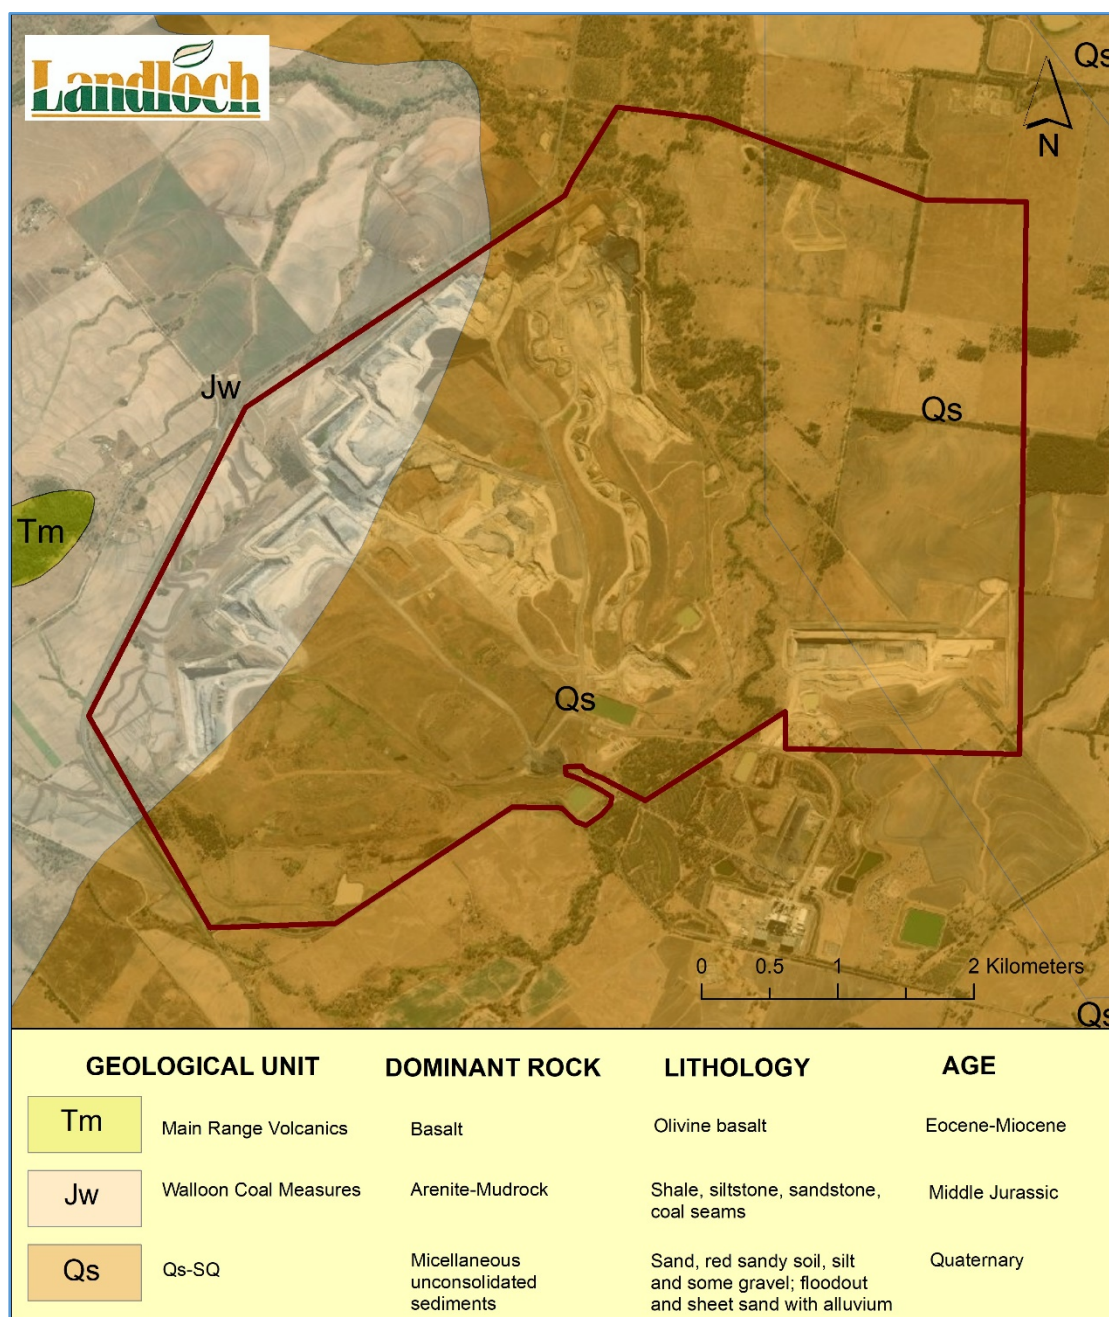 Landloch
Qs
N
Jw
Qs
Tm
Qs
0 0.5 1 2 Kilometers
Qs
GEOLOGICAL UNIT DOMINANT ROCK LITHOLOGY AGE
Tm Main Range Volcanics Basalt Olivine basalt Eocene-Miocene
Jw Walloon Coal Measures Arenite-Mudrock Shale, siltstone, sandstone,
coal seams Middle Jurassic
Qs Qs-SQ Micellaneous
unconsolidated
sediments
Sand, red sandy soil, silt
and some gravel; floodout
and sheet sand with alluvium
Quaternary